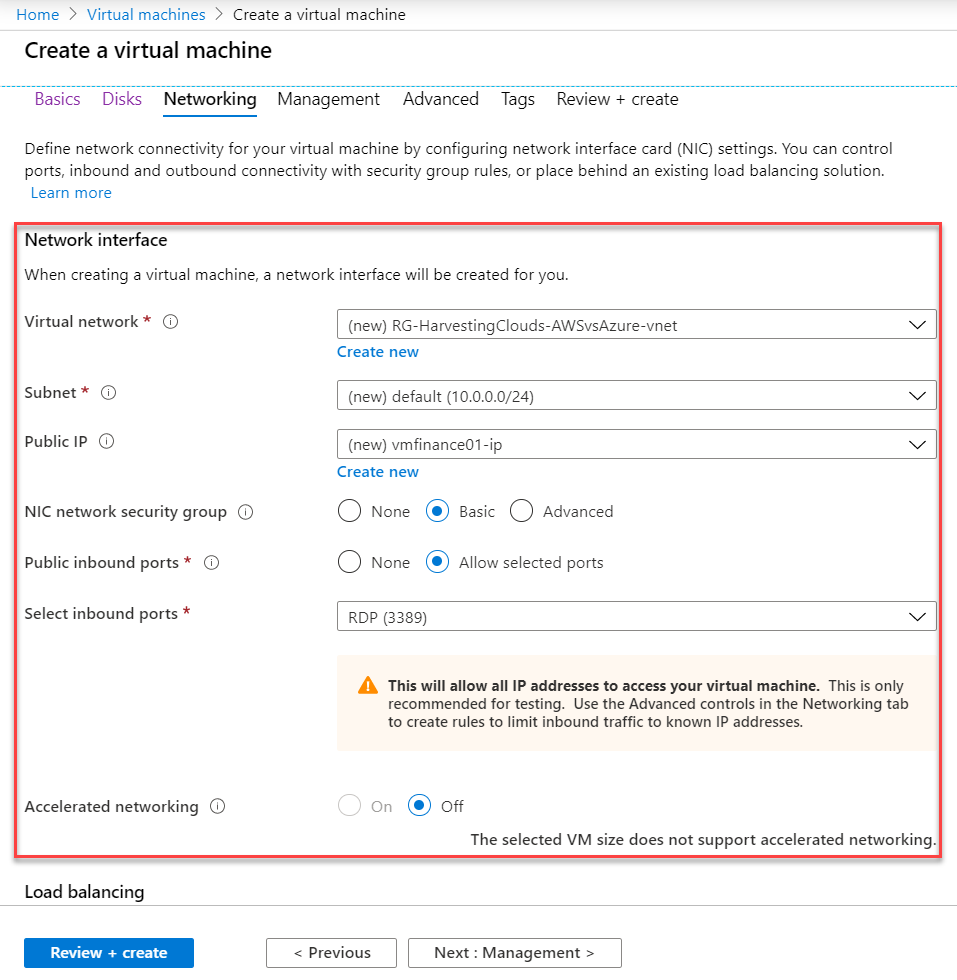 Home > Virtual machines > Create a virtual machine
Create a virtual machine
Basics Disks Networking Management Advanced Tags Review + create
Define network connectivity for your virtual machine by configuring network interface card (NIC) settings. You can control
ports, inbound and outbound connectivity with security group rules, or place behind an existing load balancing solution.
Learn more
Network interface
When creating a virtual machine, a network interface will be created for you.
Virtual network * (new) RG-HarvestingClouds-AWSvsAzure-vnet
Create new
Subnet * (new) default (10.0.0.0/24)
Public IP (new) vmfinance01-ip
Create new
NIC network security group None Basic Advanced
Public inbound ports * None Allow selected ports
Select inbound ports * RDP (3389)
This will allow all IP addresses to access your virtual machine. This is only
recommended for testing. Use the Advanced controls in the Networking tab
to create rules to limit inbound traffic to known IP addresses.
Accelerated networking On Off
The selected VM size does not support accelerated networking.
Load balancing
Review + create < Previous Next : Management >